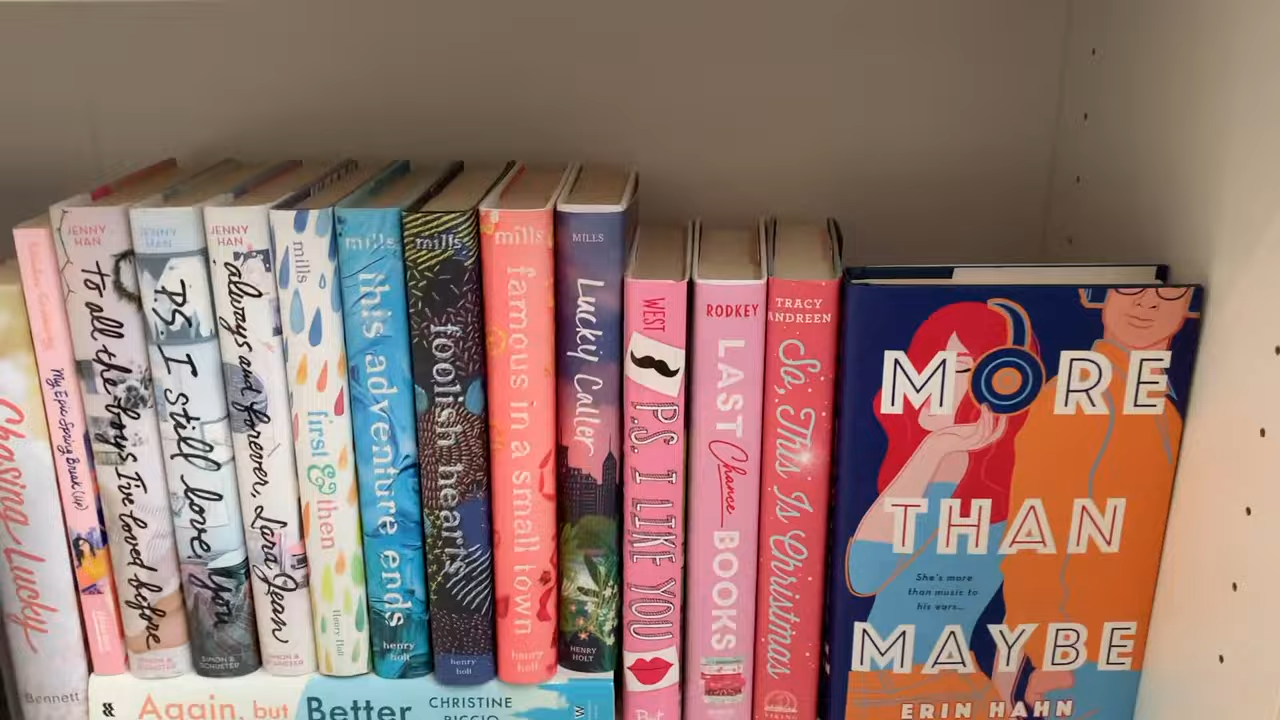 Chasing Lucky
Bennett
My Epic Spring Break (Up)
JENNY
HAN
to all the boys I've loved before
SIMON & SCHUSTER
JENNY
HAN
P.S. I still love you
SIMON &
SCHUSTER
JENNY
HAN
always and forever, Lara Jean
SIMON &
SCHUSTER
mills
first & then
Henry Holt
mills
this adventure ends
henry
holt
mills
foolish hearts
henry
holt
mills
famous in a small town
henry
holt
MILLS
Lucky Caller
HENRY
HOLT
WEST
P.S. I LIKE YOU
RODKEY
LAST Chance BOOKS
TRACY
ANDREEN
So, This Is Christmas
VIKING
MORE
THAN
She's more
than music to
his ears...
MAYBE
ERIN HAHN
Again, but Better
CHRISTINE
RICCIO